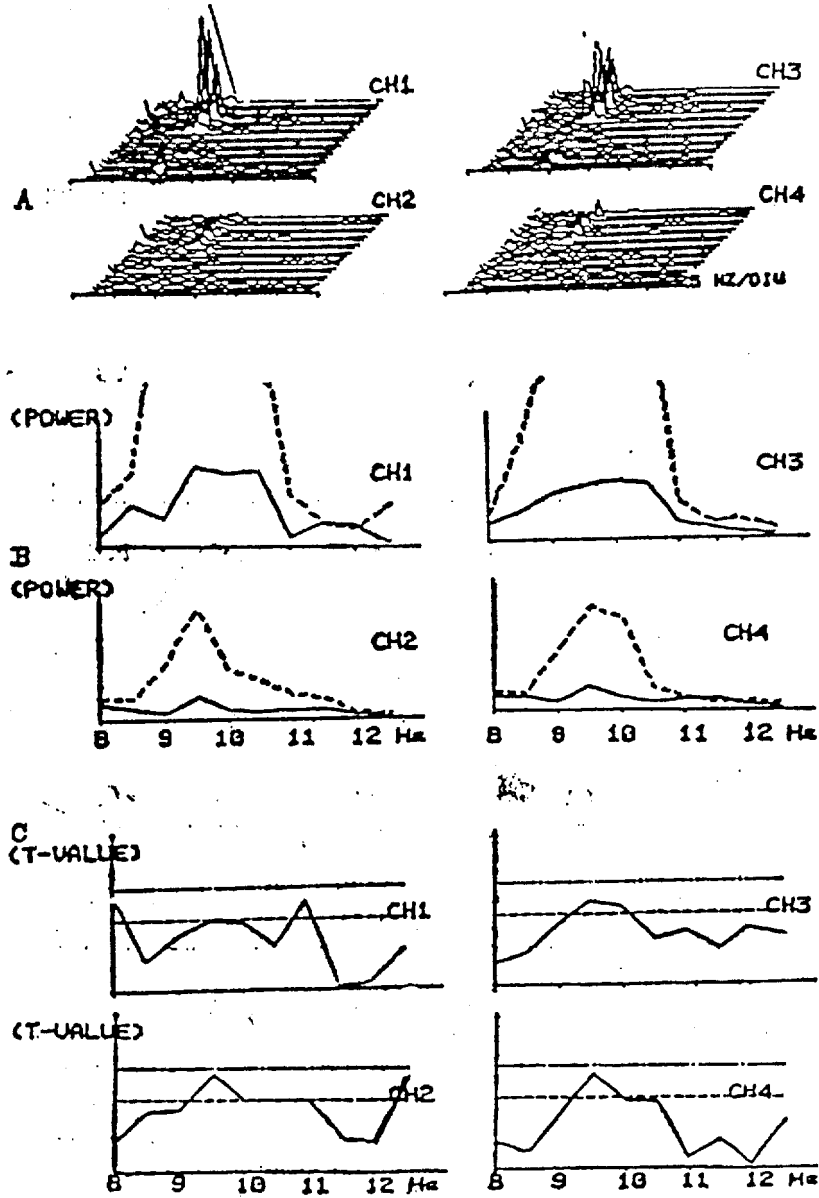 CH1
CH3
A
CH2
CH4
5 HZ/DIV
(POWER)
CH1
CH3
B
(POWER)
CH2
CH4
8 9 10 11 12 Hz
8 9 10 11 12 Hz
C
(T-VALUE)
CH1
CH3
(T-VALUE)
CH2
CH4
8 9 10 11 12 Hz
8 9 10 11 12 Hz